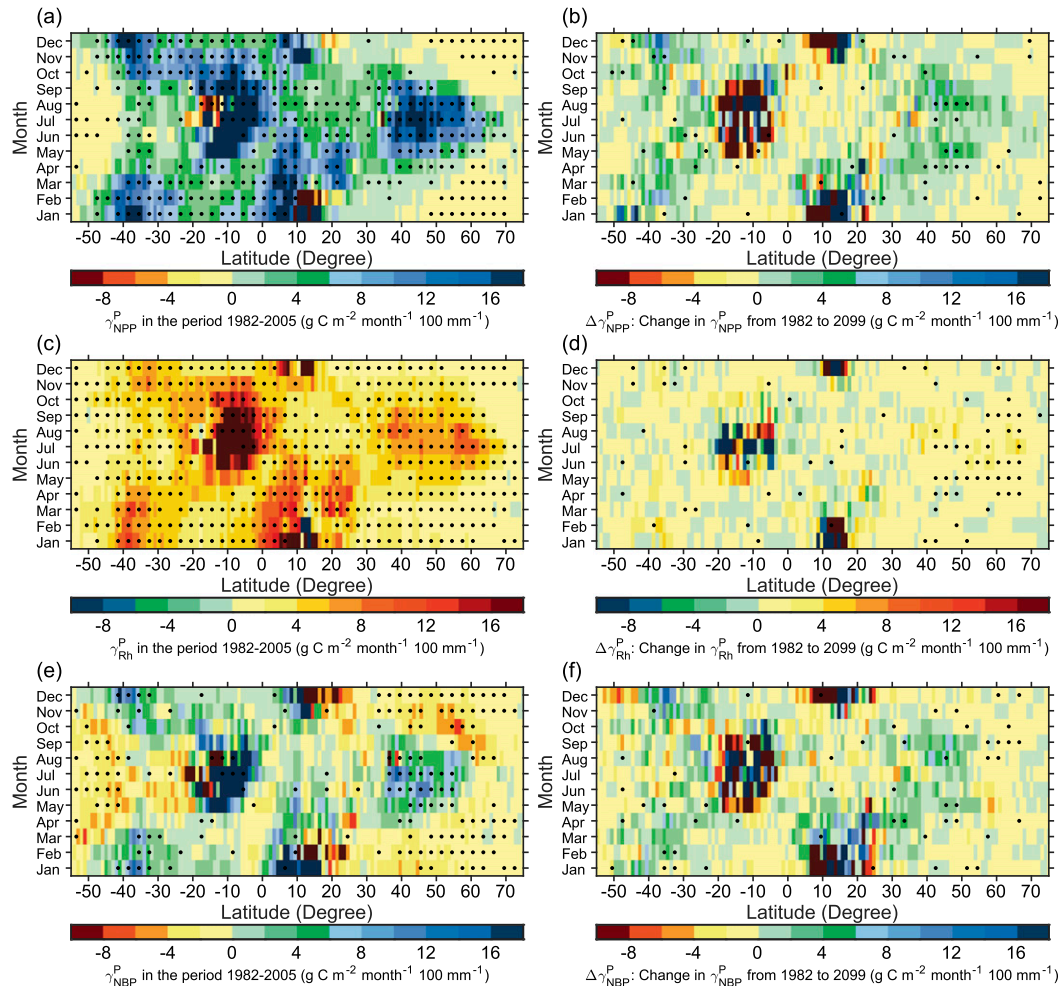 (a)
(b)
Dec
Nov
Oct
Sep
Aug
Jul
Jun
May
Apr
Mar
Feb
Jan
Month
-50 -40 -30 -20 -10 0 10 20 30 40 50 60 70
Latitude (Degree)
-8 -4 0 4 8 12 16
γ^P_NPP in the period 1982-2005 (g C m^-2 month^-1 100 mm^-1)
Dec
Nov
Oct
Sep
Aug
Jul
Jun
May
Apr
Mar
Feb
Jan
Month
-50 -40 -30 -20 -10 0 10 20 30 40 50 60 70
Latitude (Degree)
-8 -4 0 4 8 12 16
Δγ^P_NPP: Change in γ^P_NPP from 1982 to 2099 (g C m^-2 month^-1 100 mm^-1)
(c)
(d)
Dec
Nov
Oct
Sep
Aug
Jul
Jun
May
Apr
Mar
Feb
Jan
Month
-50 -40 -30 -20 -10 0 10 20 30 40 50 60 70
Latitude (Degree)
-8 -4 0 4 8 12 16
γ^P_Rh in the period 1982-2005 (g C m^-2 month^-1 100 mm^-1)
Dec
Nov
Oct
Sep
Aug
Jul
Jun
May
Apr
Mar
Feb
Jan
Month
-50 -40 -30 -20 -10 0 10 20 30 40 50 60 70
Latitude (Degree)
-8 -4 0 4 8 12 16
Δγ^P_Rh: Change in γ^P_Rh from 1982 to 2099 (g C m^-2 month^-1 100 mm^-1)
(e)
(f)
Dec
Nov
Oct
Sep
Aug
Jul
Jun
May
Apr
Mar
Feb
Jan
Month
-50 -40 -30 -20 -10 0 10 20 30 40 50 60 70
Latitude (Degree)
-8 -4 0 4 8 12 16
γ^P_NBP in the period 1982-2005 (g C m^-2 month^-1 100 mm^-1)
Dec
Nov
Oct
Sep
Aug
Jul
Jun
May
Apr
Mar
Feb
Jan
Month
-50 -40 -30 -20 -10 0 10 20 30 40 50 60 70
Latitude (Degree)
-8 -4 0 4 8 12 16
Δγ^P_NBP: Change in γ^P_NBP from 1982 to 2099 (g C m^-2 month^-1 100 mm^-1)